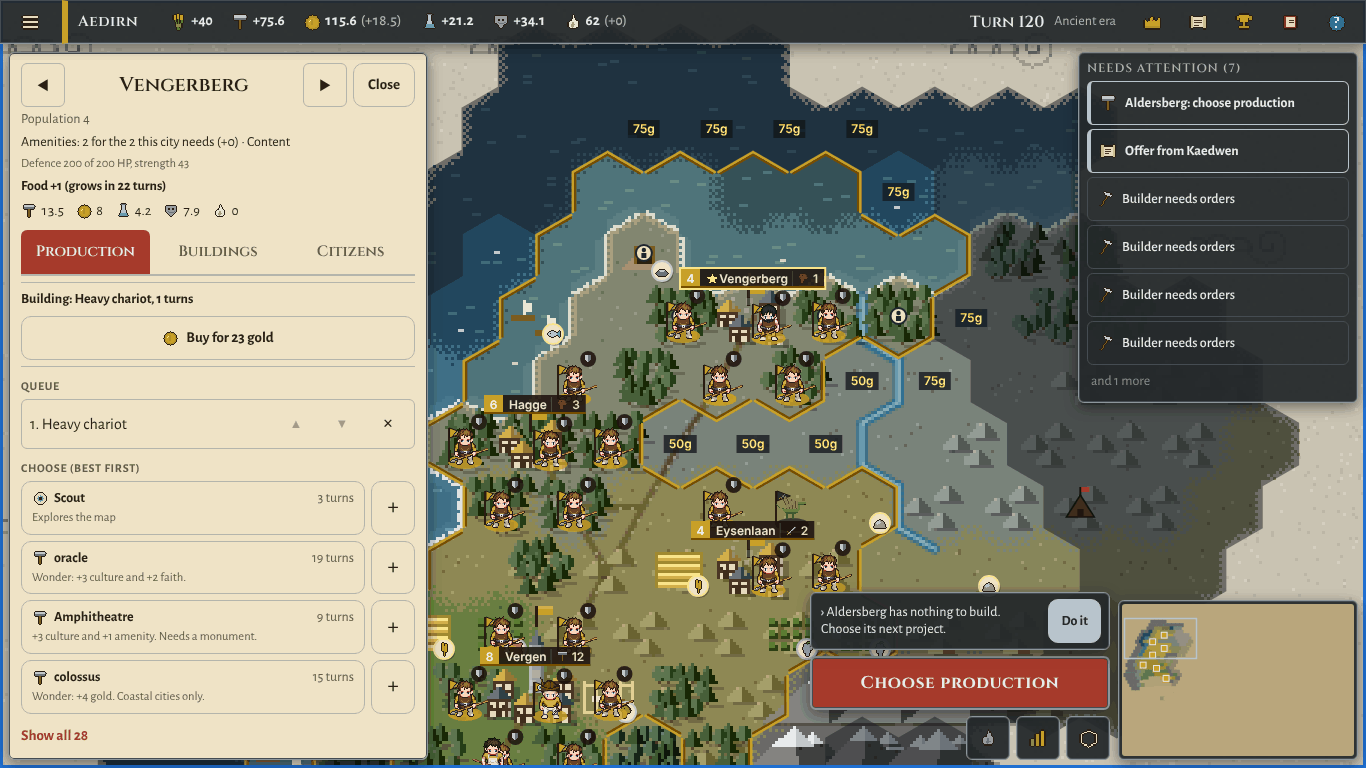 AEDIRN
+40
+75.6
115.6 (+18.5)
+21.2
+34.1
62 (+0)
TURN 120 Ancient era
VENGERBERG
Close
Population 4
Amenities: 2 for the 2 this city needs (+0) · Content
Defence 200 of 200 HP, strength 43
Food +1 (grows in 22 turns)
13.5
8
4.2
7.9
0
PRODUCTION
BUILDINGS
CITIZENS
Building: Heavy chariot, 1 turns
Buy for 23 gold
QUEUE
1. Heavy chariot
CHOOSE (BEST FIRST)
Scout
3 turns
Explores the map
oracle
19 turns
Wonder: +3 culture and +2 faith.
Amphitheatre
9 turns
+3 culture and +1 amenity. Needs a monument.
colossus
15 turns
Wonder: +4 gold. Coastal cities only.
Show all 28
75g
75g
75g
75g
75g
4 Vengerberg 1
75g
50g
75g
6 Hagge 3
50g
50g
50g
4 Eysenlaan 2
8 Vergen 12
NEEDS ATTENTION (7)
Aldersberg: choose production
Offer from Kaedwen
Builder needs orders
Builder needs orders
Builder needs orders
Builder needs orders
and 1 more
› Aldersberg has nothing to build.
Choose its next project.
Do it
CHOOSE PRODUCTION